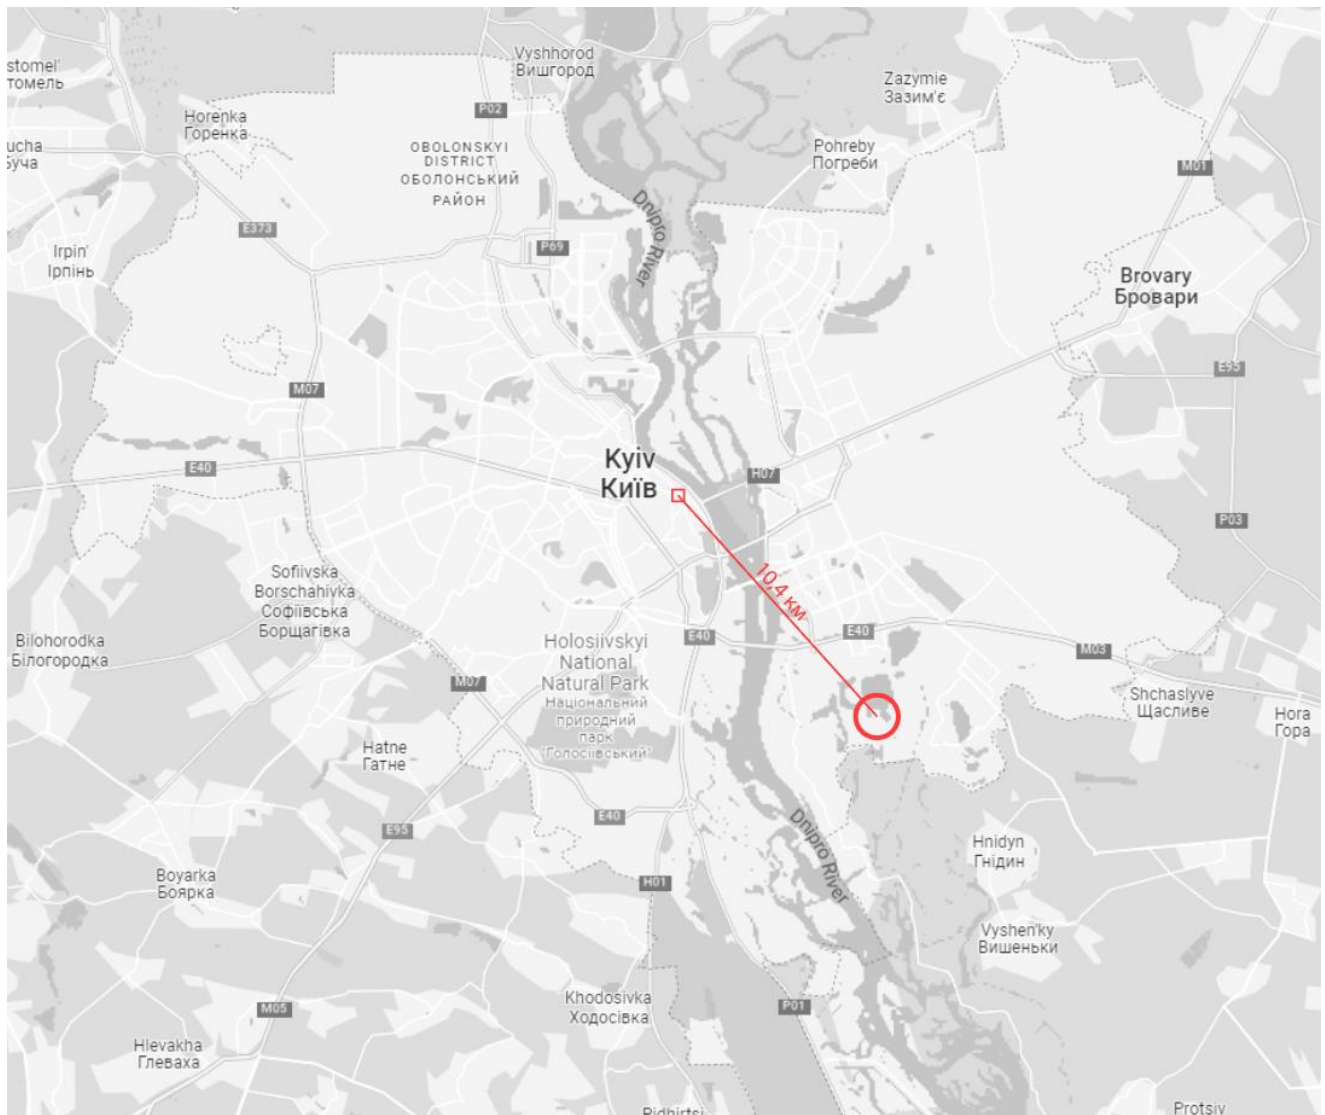 Vyshhorod
Вишгород
stomel'
томель
Zazymie
Зазим'є
P02
Horenka
Горенка
ucha
Буча
OBOLONSKYI
DISTRICT
ОБОЛОНСЬКИЙ
РАЙОН
Pohreby
Погреби
M01
Dnipro River
E373
P69
Irpin'
Ірпінь
Brovary
Бровари
E95
M07
Kyiv
Київ
E40
H07
P03
10,4 км
Sofiivska
Borschahivka
Софіївська
Борщагівка
Bilohorodka
Білогородка
Holosiivskyi
National
Natural Park
Національний
природний
парк
"Голосіївський"
E40
E40
M03
M07
Shchaslyve
Щасливе
Hora
Гора
Hatne
Гатне
E40
E95
Dnipro River
Hnidyn
Гнідин
Boyarka
Боярка
H01
Vyshen'ky
Вишеньки
Khodosivka
Ходосівка
P01
M05
Hlevakha
Глеваха
Pidhirtsi
Protsiv